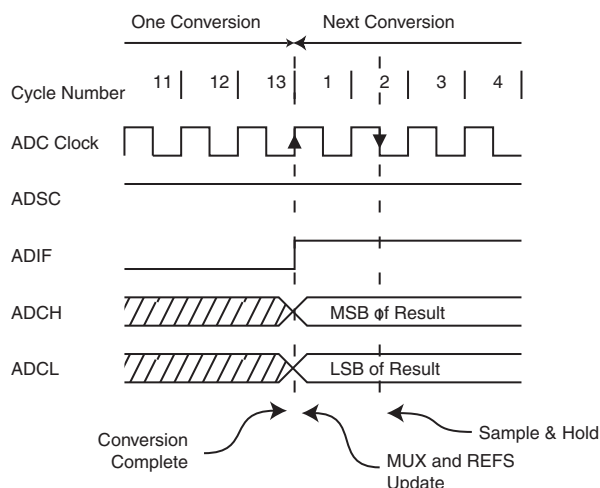 One Conversion Next Conversion
Cycle Number 11 12 13 1 2 3 4
ADC Clock
ADSC
ADIF
ADCH MSB of Result
ADCL LSB of Result
Conversion
Complete
MUX and REFS
Update
Sample & Hold